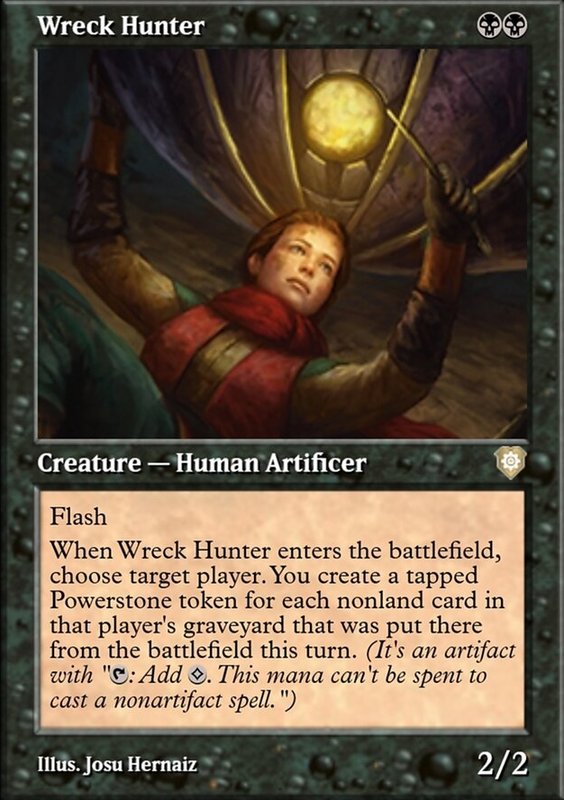 Wreck Hunter
Creature — Human Artificer
Flash
When Wreck Hunter enters the battlefield,
choose target player. You create a tapped
Powerstone token for each nonland card in
that player's graveyard that was put there
from the battlefield this turn. (It's an artifact
with ": Add . This mana can't be spent to
cast a nonartifact spell.")
Illus. Josu Hernaiz
2/2